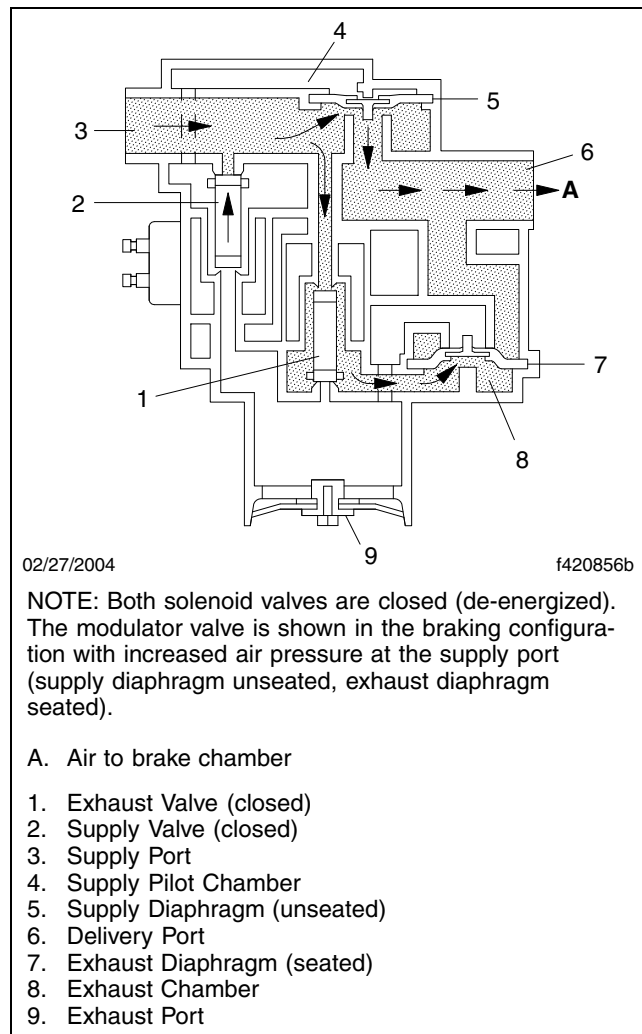 4
3
5
6
2
A
1
7
8
9
02/27/2004 f420856b
NOTE: Both solenoid valves are closed (de-energized).
The modulator valve is shown in the braking configura-
tion with increased air pressure at the supply port
(supply diaphragm unseated, exhaust diaphragm
seated).
A. Air to brake chamber
1. Exhaust Valve (closed)
2. Supply Valve (closed)
3. Supply Port
4. Supply Pilot Chamber
5. Supply Diaphragm (unseated)
6. Delivery Port
7. Exhaust Diaphragm (seated)
8. Exhaust Chamber
9. Exhaust Port